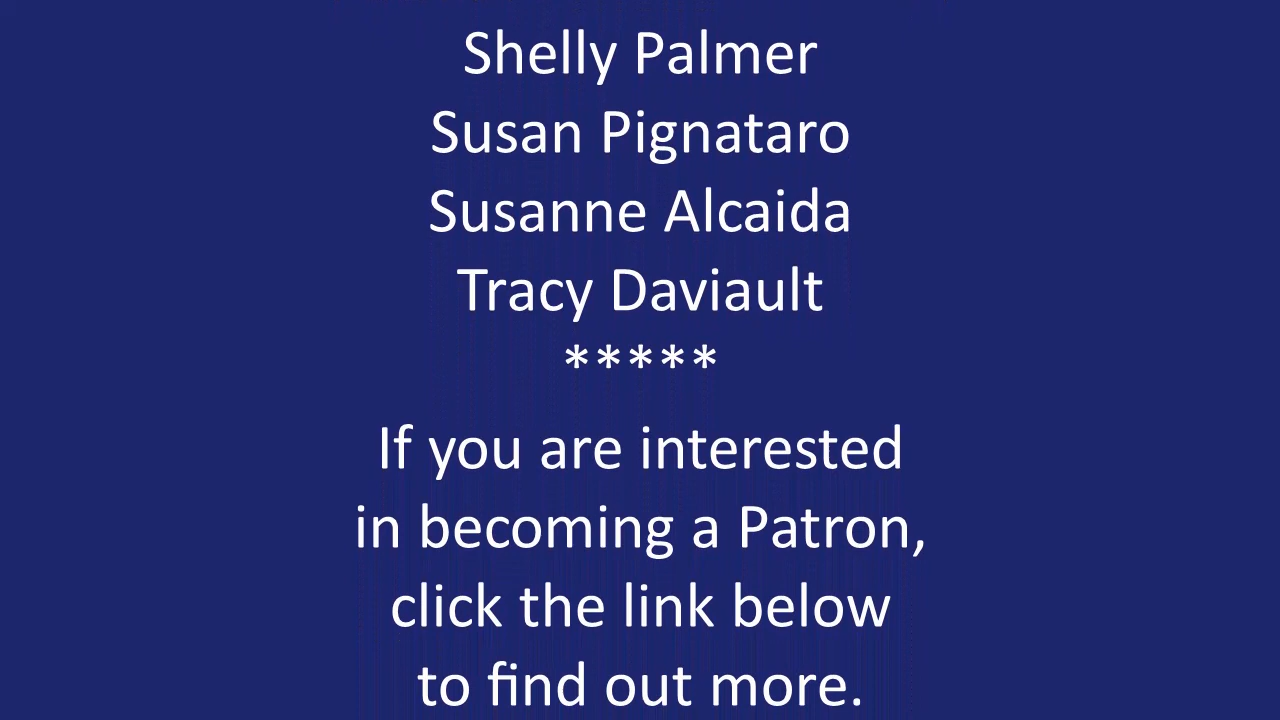 Shelly Palmer
Susan Pignataro
Susanne Alcaida
Tracy Daviault
*****
If you are interested
in becoming a Patron,
click the link below
to find out more.